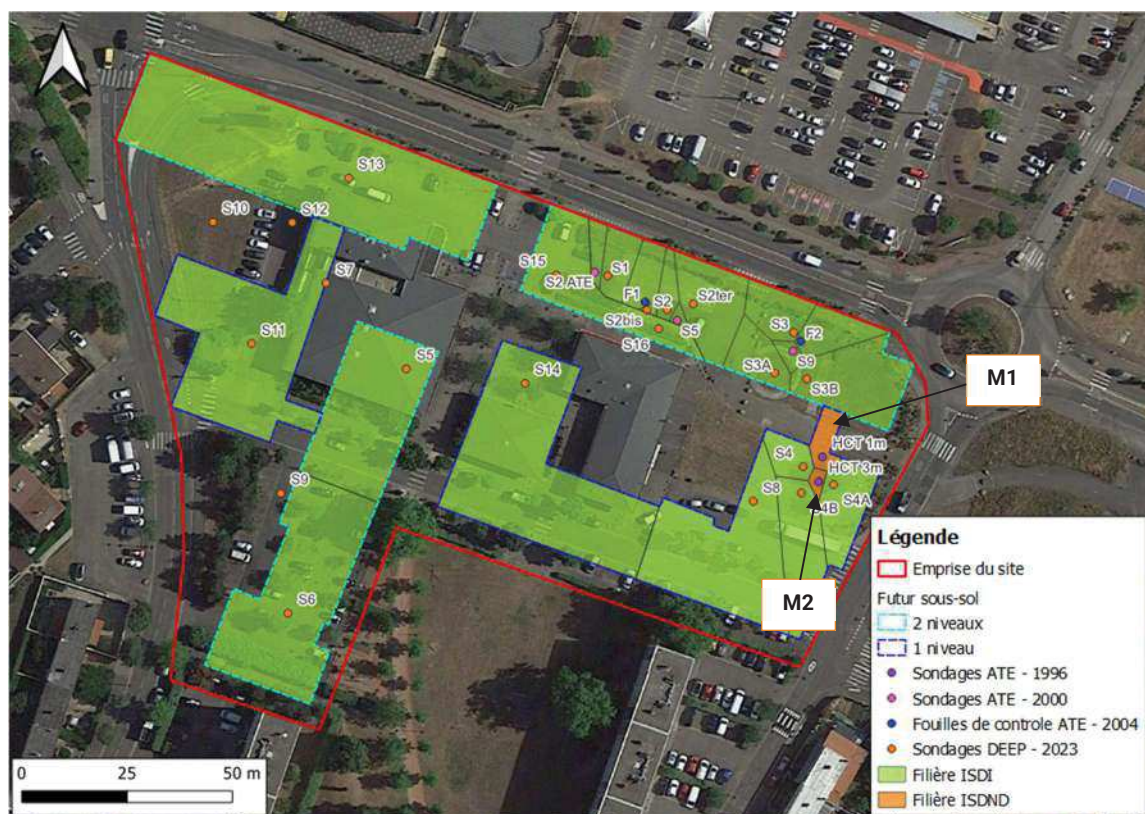 S13
S10
S12
S7
S15
S2 ATE
S1
F1
S2
S2ter
S2bis
S5
S16
S3
F2
S9
S3A
S3B
M1
S11
S5
S14
HCT 1m
S4
HCT 3m
S8
S4B
S4A
S9
M2
S6
Légende
Emprise du site
Futur sous-sol
2 niveaux
1 niveau
Sondages ATE - 1996
Sondages ATE - 2000
Fouilles de controle ATE - 2004
Sondages DEEP - 2023
Filière ISDI
Filière ISDND
0 25 50 m